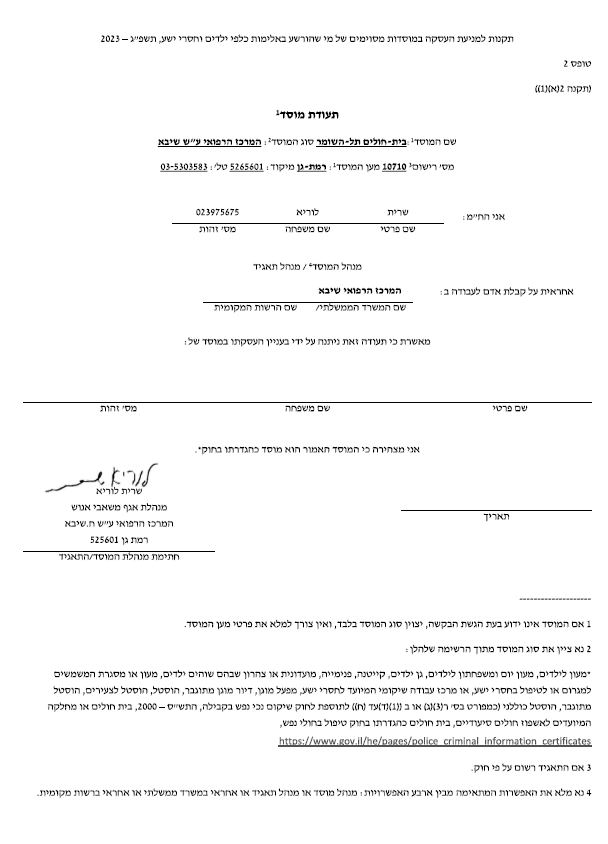 תקנות למניעת העסקה במוסדות מסוימים של מי שהורשע באלימות כלפי ילדים וחסרי ישע, תשפ״ג – 2023
טופס 2
(תקנה 2(א)(1))
תעודת מוסד¹
שם המוסד¹: בית-חולים תל-השומר סוג המוסד²: המרכז הרפואי ע״ש שיבא
מס׳ רישום³ 10710 מען המוסד¹: רמת-גן מיקוד: 5265601 טל׳: 03-5303583
אני הח״מ: שרית לוריא 023975675
שם פרטי שם משפחה מס׳ זהות
מנהל המוסד⁴ / מנהל תאגיד
אחראית על קבלת אדם לעבודה ב: המרכז הרפואי שיבא
שם המשרד הממשלתי/ שם הרשות המקומית
מאשרת כי תעודה זאת ניתנה על ידי בעניין העסקתו במוסד של:
שם פרטי שם משפחה מס׳ זהות
אני מצהירה כי המוסד האמור הוא מוסד כהגדרתו בחוק*.
שרית לוריא
מנהלת אגף משאבי אנוש
המרכז הרפואי ע״ש ח.שיבא
רמת גן 525601
תאריך
חתימת מנהלת המוסד/התאגיד
--------------------
1 אם המוסד אינו ידוע בעת הגשת הבקשה, יצוין סוג המוסד בלבד, ואין צורך למלא את פרטי מען המוסד.
2 נא ציין את סוג המוסד מתוך הרשימה שלהלן:
*מעון לילדים, מעון יום ומשפחתון לילדים, גן ילדים, קייטנה, פנימייה, מועדונית או צהרון שבהם שוהים ילדים, מעון או מסגרת המשמשים
למגרום או לטיפול בחסרי ישע, או מרכז עבודה שיקומי המיועד לחסרי ישע, מפעל מוגן, דיור מוגן מתוגבר, הוסטל, הוסטל לצעירים, הוסטל
מתוגבר, הוסטל כוללני (כמפורט בס׳ ר(3)(ג) או ב (1)(ד)עד (ח)) לתוספת לחוק שיקום נכי נפש בקהילה, התש״ס – 2000, בית חולים או מחלקה
המיועדים לאשפוז חולים סיעודיים, בית חולים כהגדרתו בחוק טיפול בחולי נפש,
https://www.gov.il/he/pages/police_criminal_information_certificates
3 אם התאגיד רשום על פי חוק.
4 נא מלא את האפשרות המתאימה מבין ארבע האפשרויות: מנהל מוסד או מנהל תאגיד או אחראי במשרד ממשלתי או אחראי ברשות מקומית.